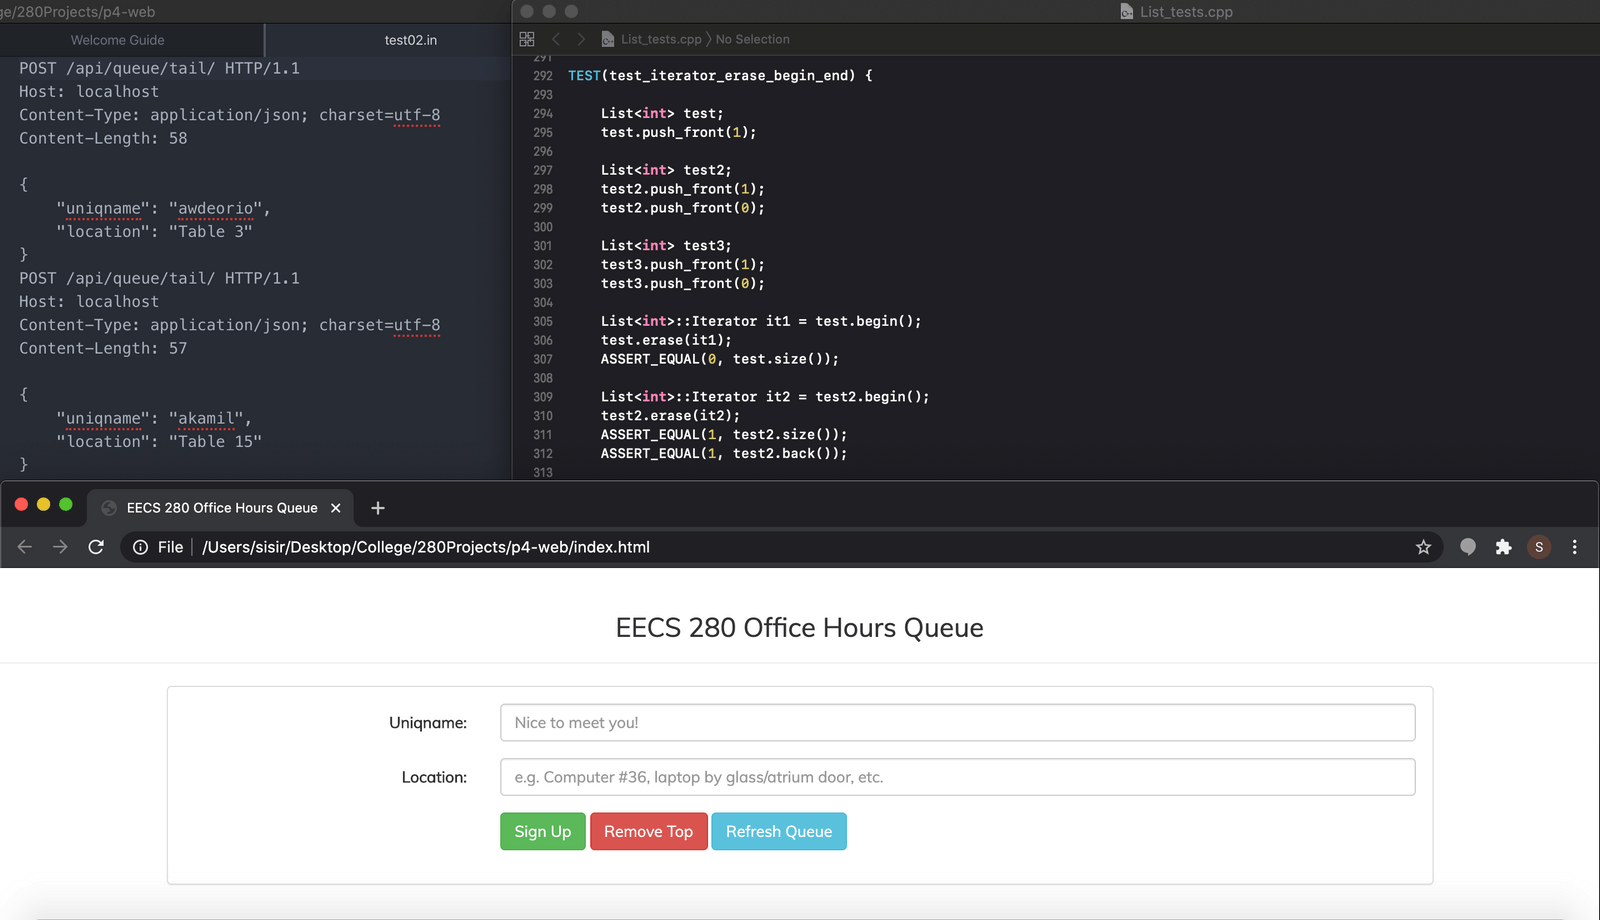 ge/280Projects/p4-web
Welcome Guide
test02.in
POST /api/queue/tail/ HTTP/1.1
Host: localhost
Content-Type: application/json; charset=utf-8
Content-Length: 58
{
"uniqname": "awdeorio",
"location": "Table 3"
}
POST /api/queue/tail/ HTTP/1.1
Host: localhost
Content-Type: application/json; charset=utf-8
Content-Length: 57
{
"uniqname": "akamil",
"location": "Table 15"
}
List_tests.cpp
List_tests.cpp 〉 No Selection
291
292 TEST(test_iterator_erase_begin_end) {
293
294 List<int> test;
295 test.push_front(1);
296
297 List<int> test2;
298 test2.push_front(1);
299 test2.push_front(0);
300
301 List<int> test3;
302 test3.push_front(1);
303 test3.push_front(0);
304
305 List<int>::Iterator it1 = test.begin();
306 test.erase(it1);
307 ASSERT_EQUAL(0, test.size());
308
309 List<int>::Iterator it2 = test2.begin();
310 test2.erase(it2);
311 ASSERT_EQUAL(1, test2.size());
312 ASSERT_EQUAL(1, test2.back());
313
EECS 280 Office Hours Queue
File /Users/sisir/Desktop/College/280Projects/p4-web/index.html
S
EECS 280 Office Hours Queue
Uniqname: Nice to meet you!
Location: e.g. Computer #36, laptop by glass/atrium door, etc.
Sign Up Remove Top Refresh Queue